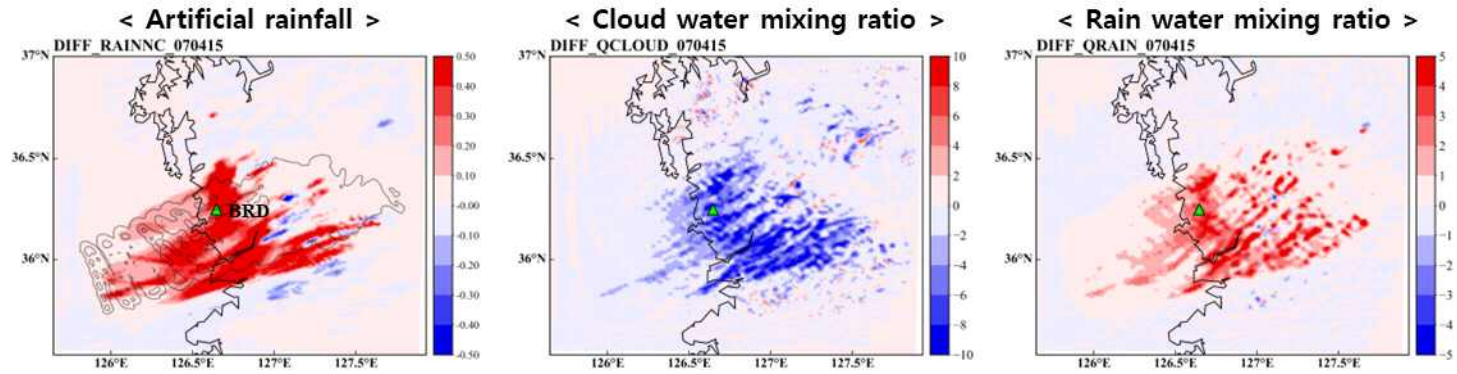 < Artificial rainfall >
DIFF_RAINNC_070415
37°N
36.5°N
36°N
126°E
126.5°E
127°E
127.5°E
BRD
0.50
0.40
0.30
0.20
0.10
0.00
-0.10
-0.20
-0.30
-0.40
-0.50
< Cloud water mixing ratio >
DIFF_QCLOUD_070415
37°N
36.5°N
36°N
126°E
126.5°E
127°E
127.5°E
10
8
6
4
2
0
-2
-4
-6
-8
-10
< Rain water mixing ratio >
DIFF_QRAIN_070415
37°N
36.5°N
36°N
126°E
126.5°E
127°E
127.5°E
5
4
3
2
1
0
-1
-2
-3
-4
-5